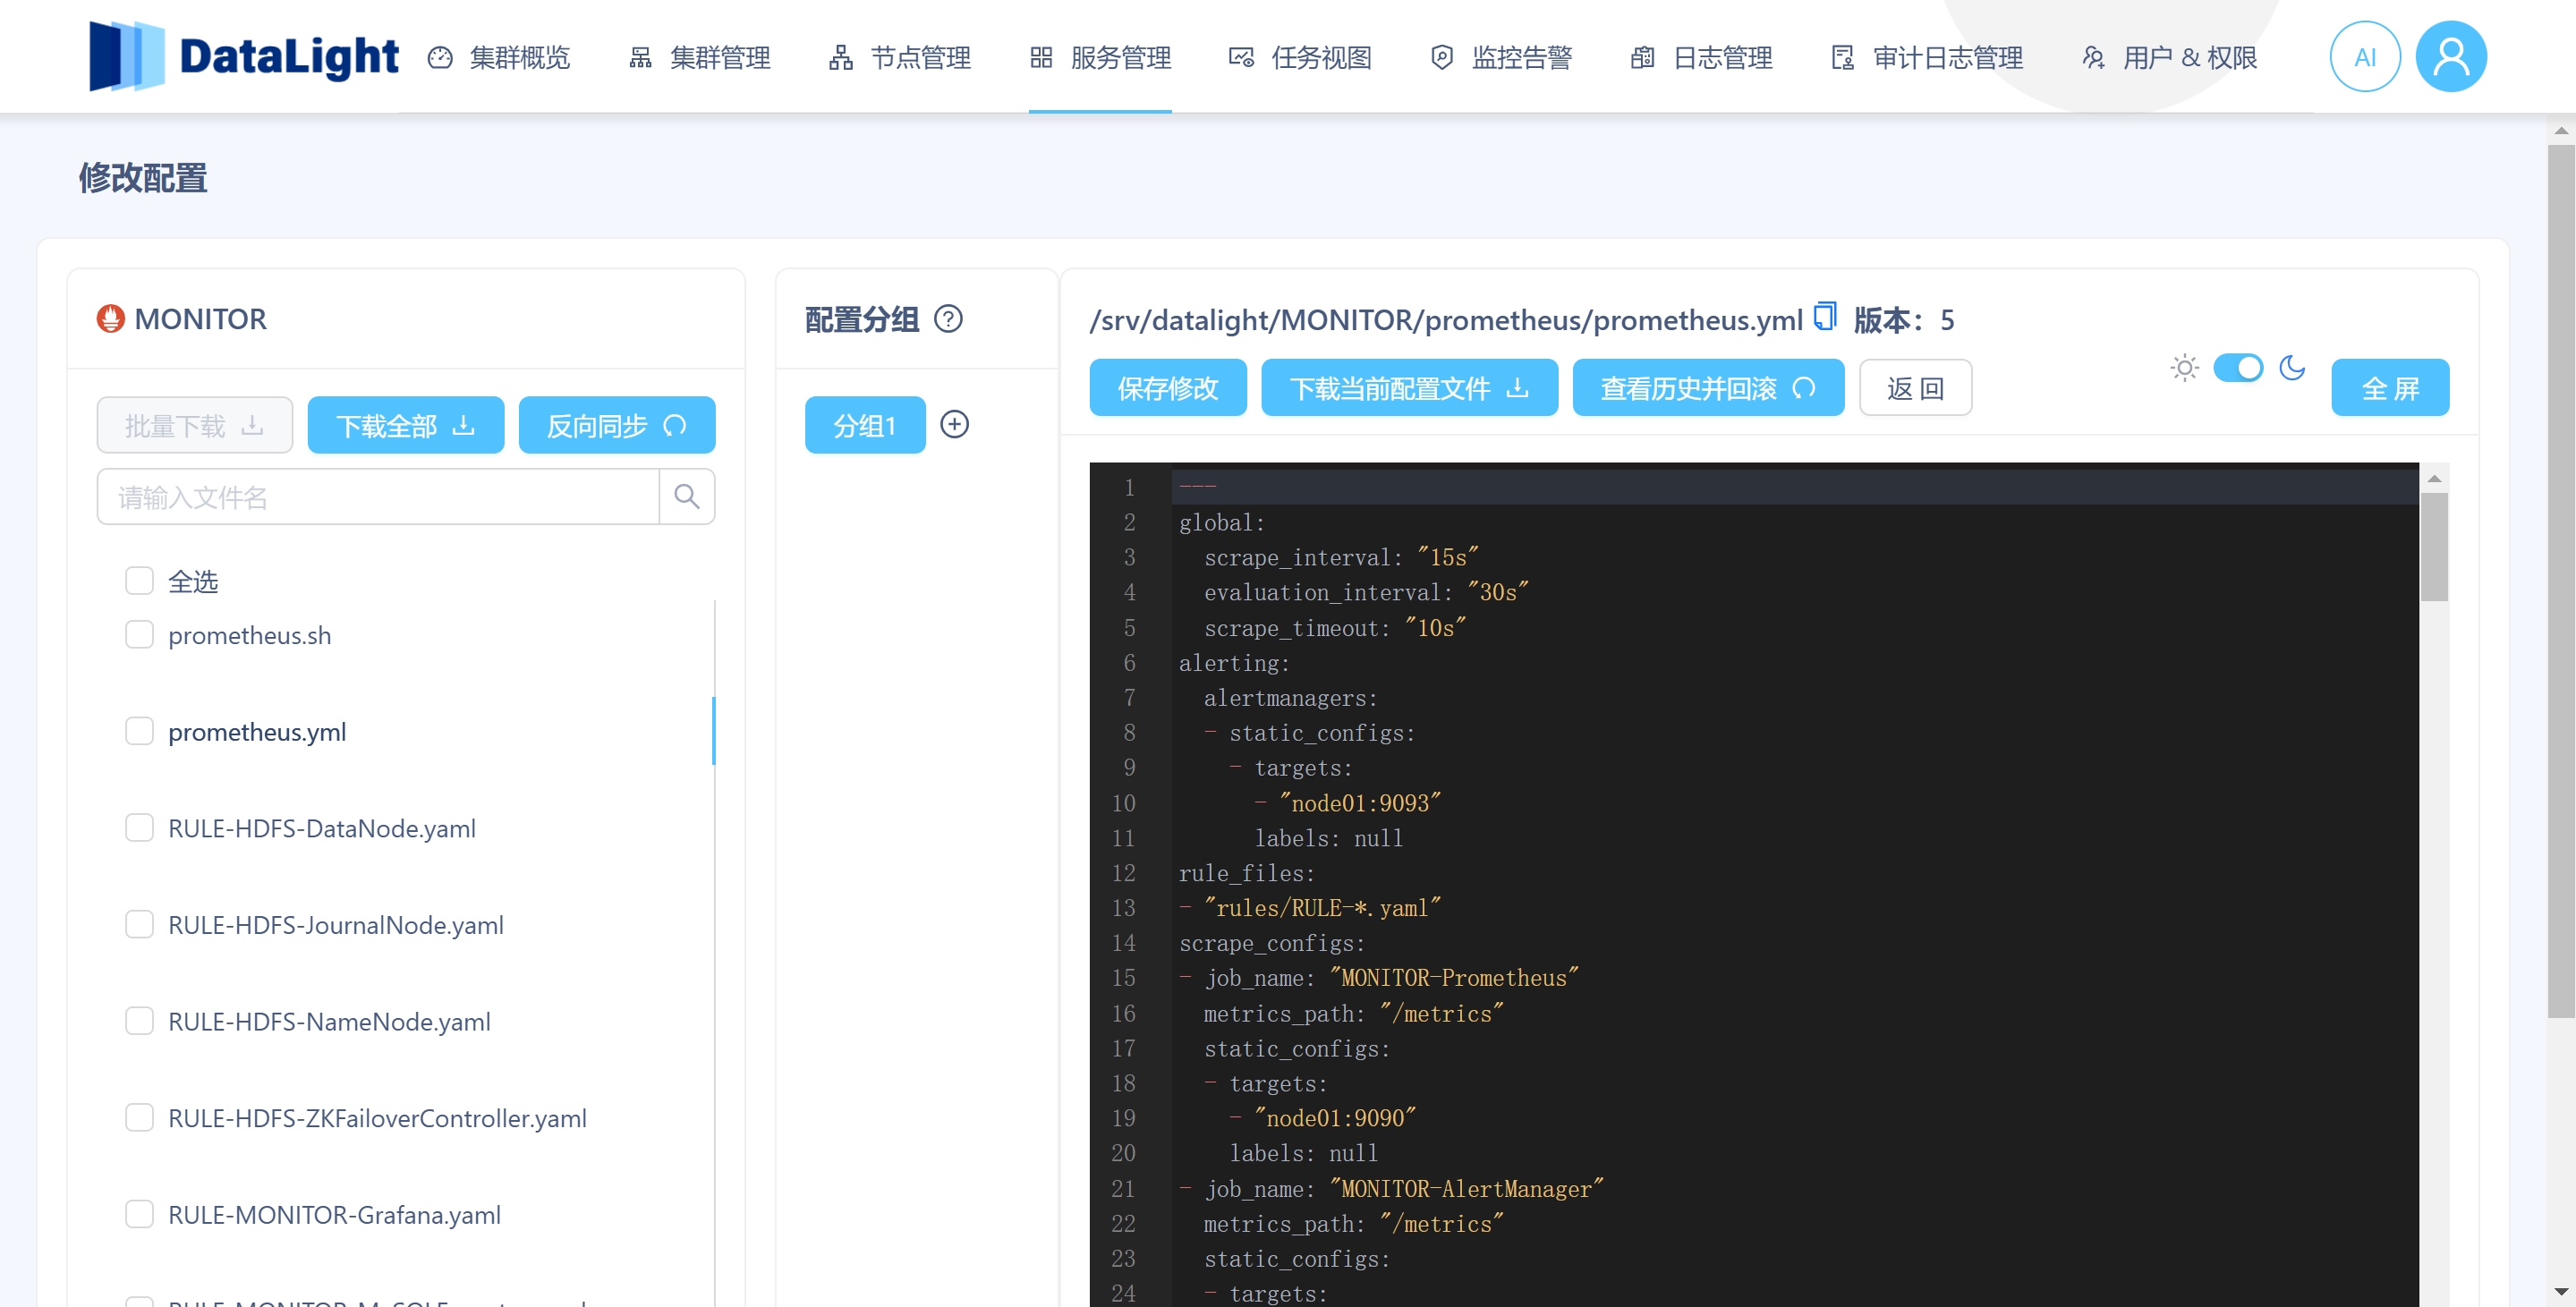 DataLight
集群概览
集群管理
节点管理
服务管理
任务视图
监控告警
日志管理
审计日志管理
用户 & 权限
AI
修改配置
MONITOR
批量下载
下载全部
反向同步
请输入文件名
全选
prometheus.sh
prometheus.yml
RULE-HDFS-DataNode.yaml
RULE-HDFS-JournalNode.yaml
RULE-HDFS-NameNode.yaml
RULE-HDFS-ZKFailoverController.yaml
RULE-MONITOR-Grafana.yaml
配置分组
分组1
/srv/datalight/MONITOR/prometheus/prometheus.yml 版本：5
保存修改
下载当前配置文件
查看历史并回滚
返 回
全 屏
1 ---
2 global:
3 scrape_interval: "15s"
4 evaluation_interval: "30s"
5 scrape_timeout: "10s"
6 alerting:
7 alertmanagers:
8 - static_configs:
9 - targets:
10 - "node01:9093"
11 labels: null
12 rule_files:
13 - "rules/RULE-*.yaml"
14 scrape_configs:
15 - job_name: "MONITOR-Prometheus"
16 metrics_path: "/metrics"
17 static_configs:
18 - targets:
19 - "node01:9090"
20 labels: null
21 - job_name: "MONITOR-AlertManager"
22 metrics_path: "/metrics"
23 static_configs:
24 - targets: